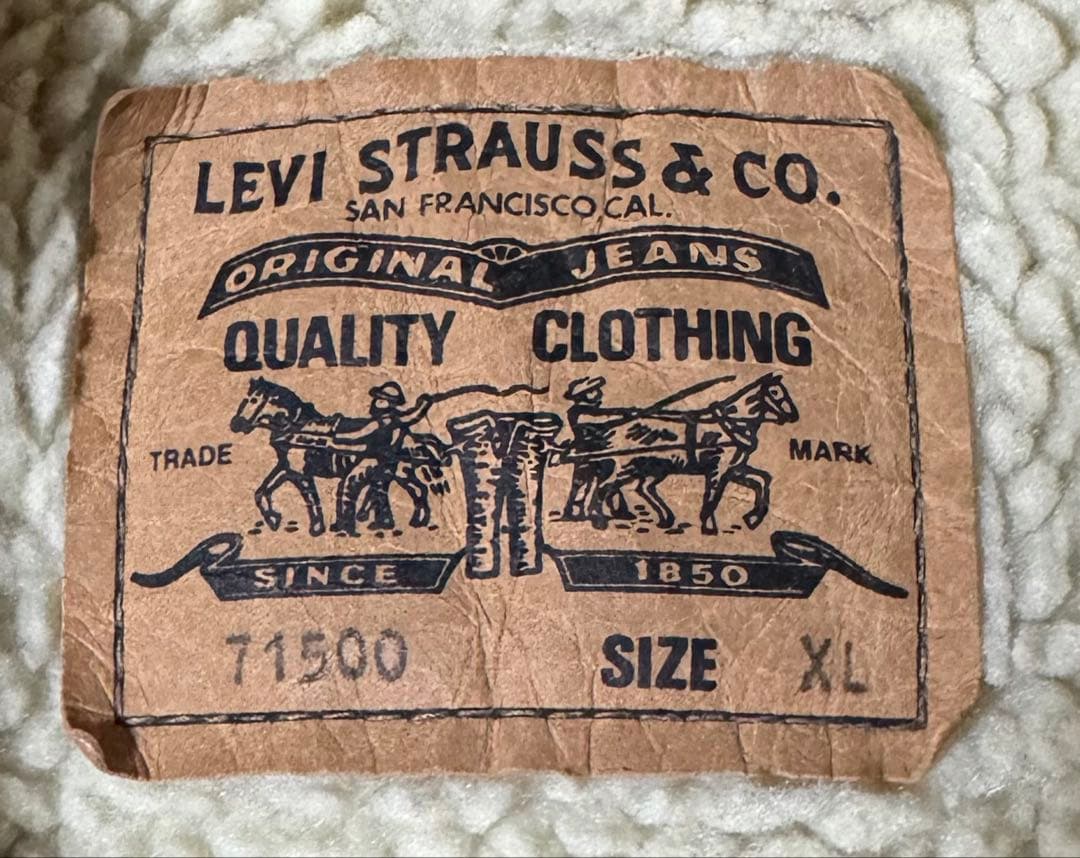 LEVI STRAUSS & CO.
SAN FRANCISCO, CAL.
ORIGINAL JEANS
QUALITY CLOTHING
TRADE MARK
SINCE 1850
71500 SIZE XL